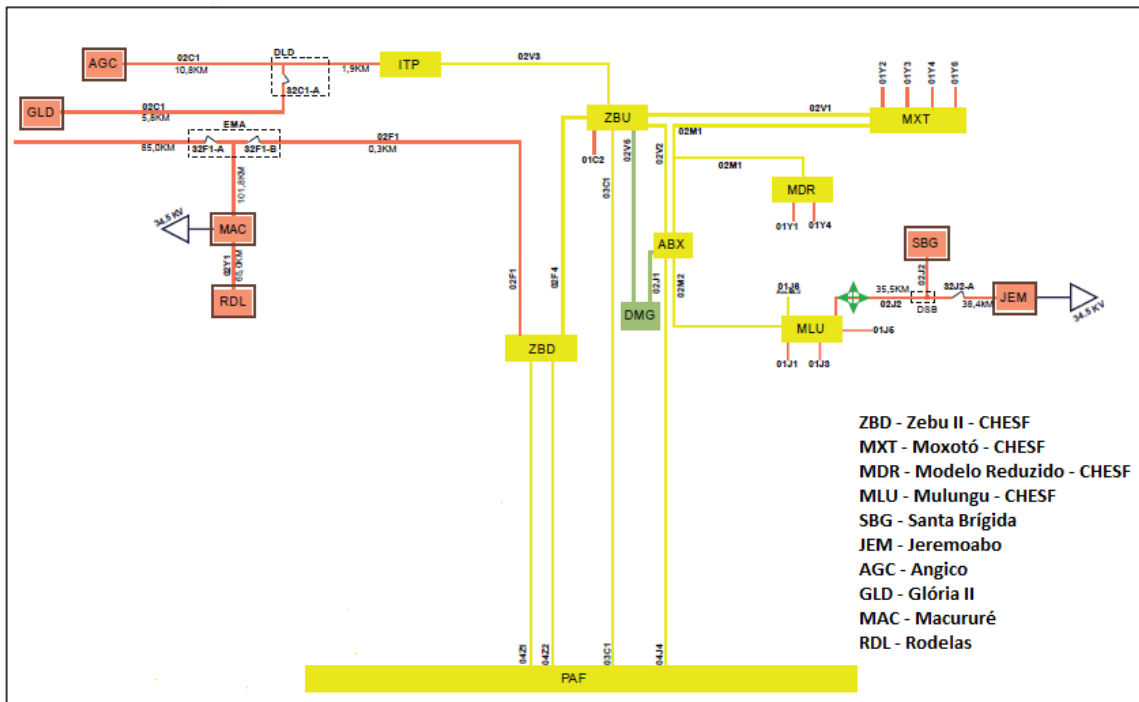 DLD
02C1
AGC
10,8KM
1,9KM
ITP
02V3
32C1-A
GLD
02C1
5,8KM
EMA
85,0KM
32F1-A
32F1-B
02F1
0,3KM
101,8KM
34,5 KV
MAC
02Y1
65,0KM
RDL
ZBU
01C2
02V6
03C1
02V2
02V1
02M1
02M1
01Y2
01Y3
01Y4
01Y6
MXT
MDR
01Y1
01Y4
ABX
02J1
02M2
DMG
02F1
02F4
ZBD
SBG
02J2
01J6
35,5KM
02J2
32J2-A
DSB
38,4KM
JEM
34,5 KV
MLU
01J5
01J1
01J3
ZBD - Zebu II - CHESF
MXT - Moxotó - CHESF
MDR - Modelo Reduzido - CHESF
MLU - Mulungu - CHESF
SBG - Santa Brígida
JEM - Jeremoabo
AGC - Angico
GLD - Glória II
MAC - Macururé
RDL - Rodelas
04Z1
04Z2
03C1
04J4
PAF